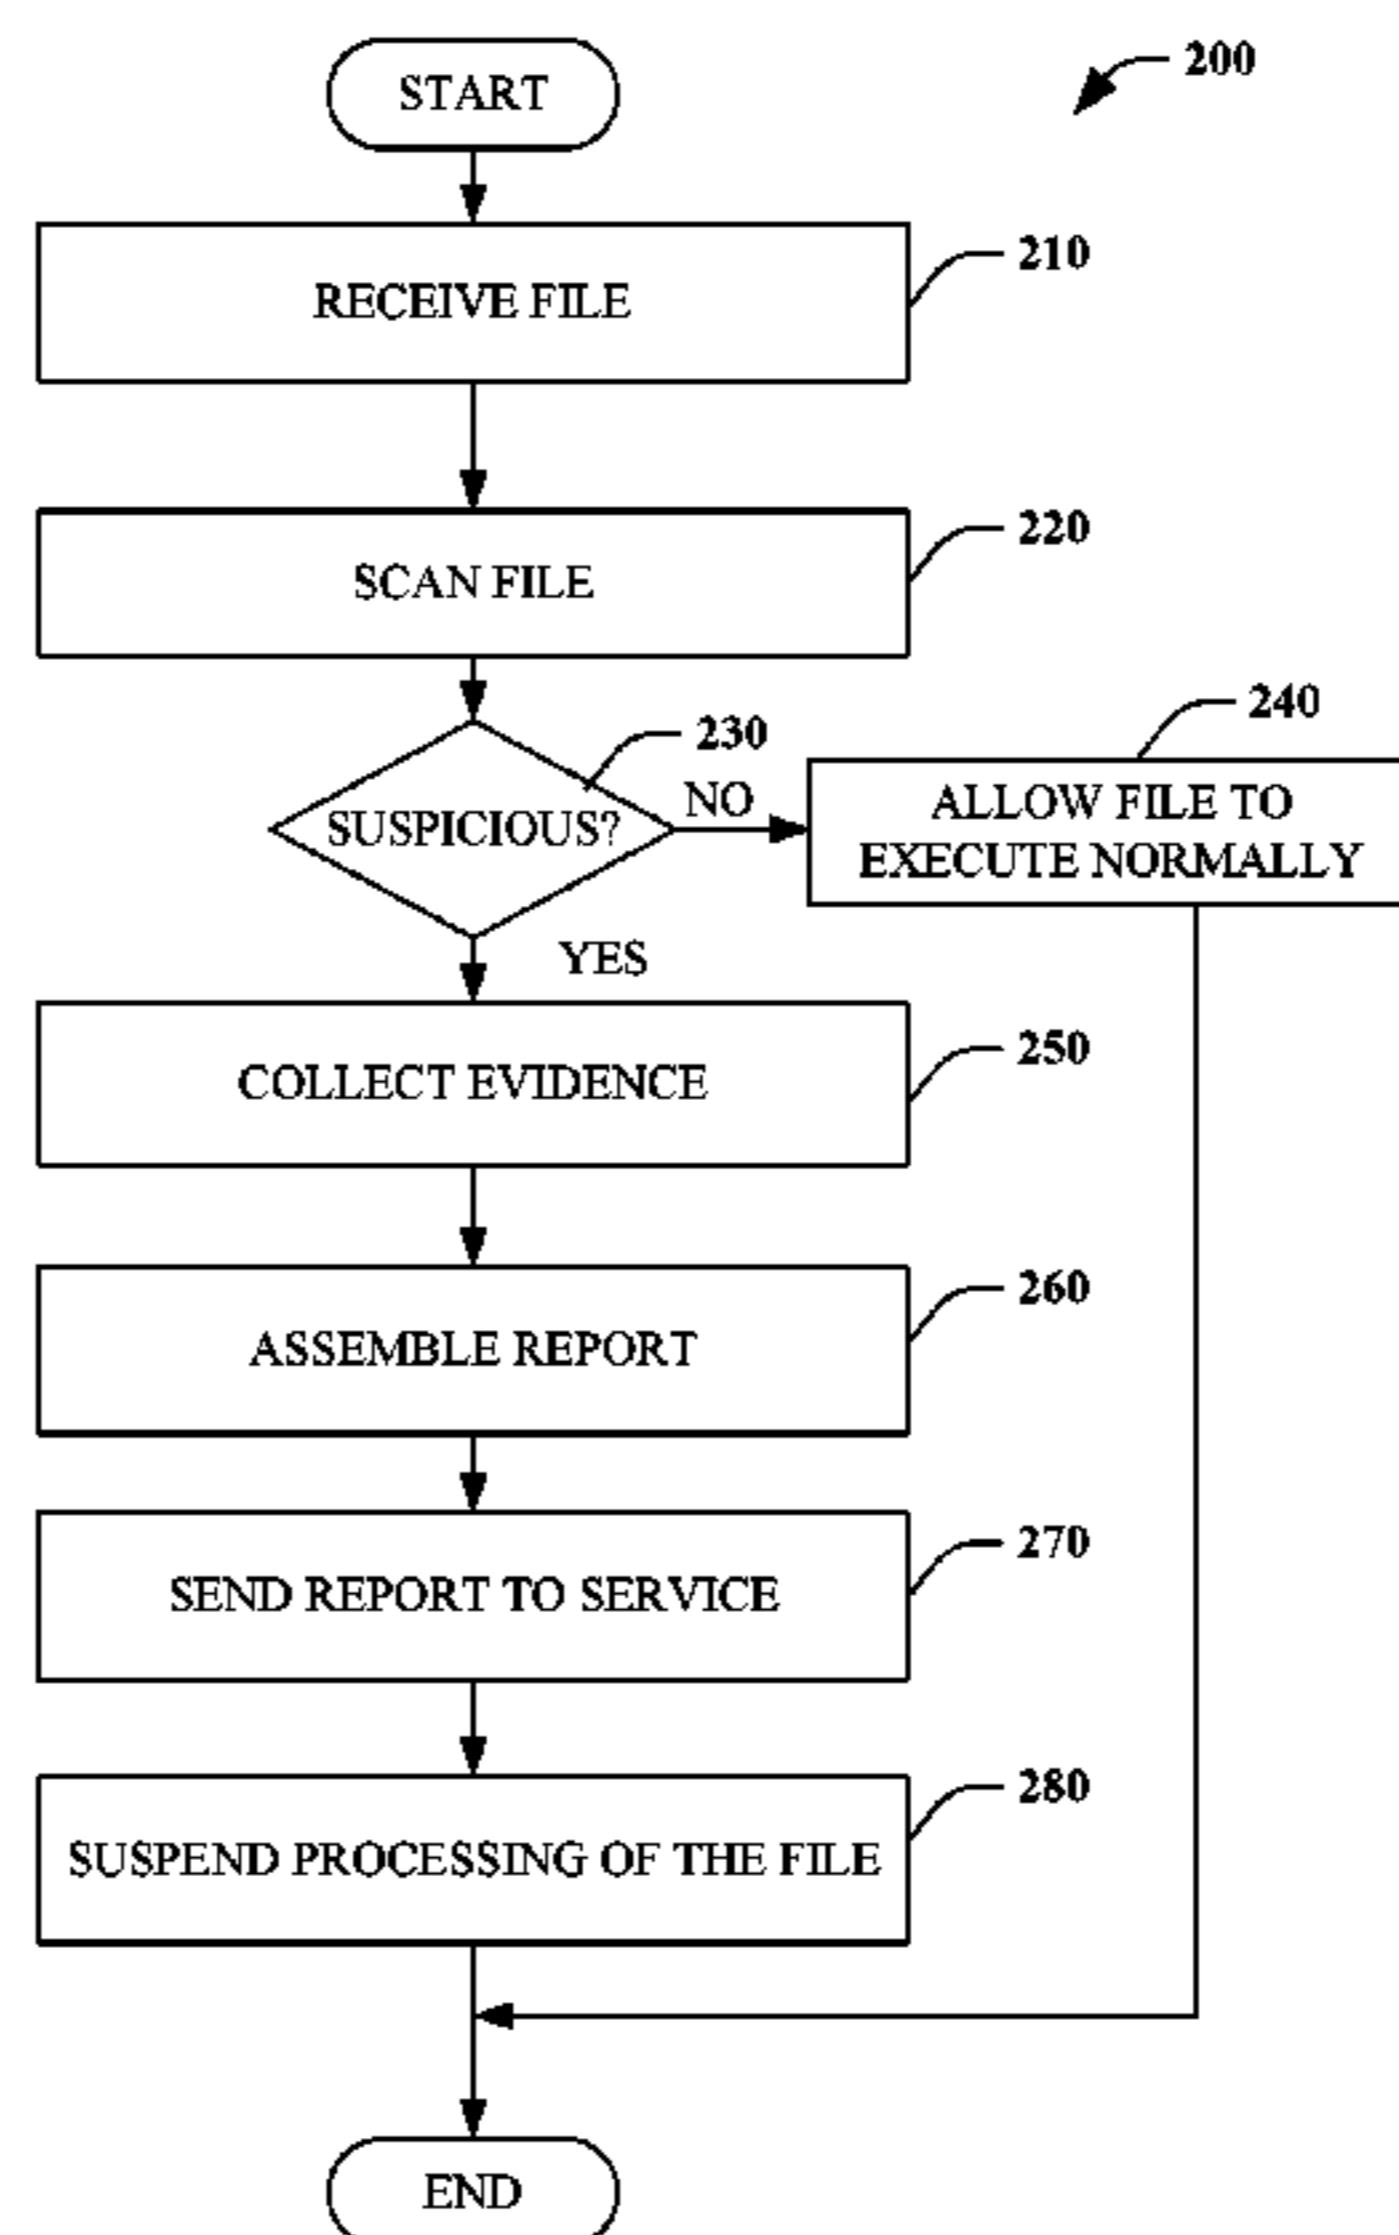 START
200
RECEIVE FILE
210
SCAN FILE
220
SUSPICIOUS?
230
NO
240
ALLOW FILE TO
EXECUTE NORMALLY
YES
COLLECT EVIDENCE
250
ASSEMBLE REPORT
260
SEND REPORT TO SERVICE
270
SUSPEND PROCESSING OF THE FILE
280
END